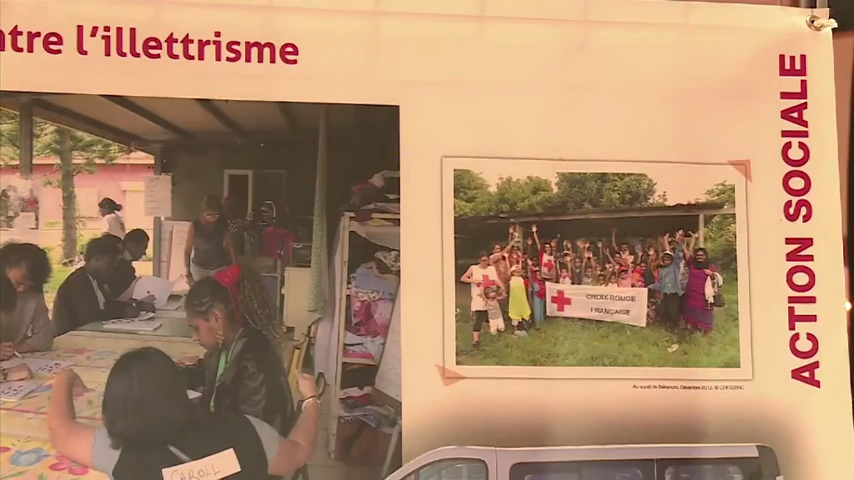 ntre l'illettrisme
ACTION SOCIALE
CROIX-ROUGE
FRANÇAISE
CAROLL